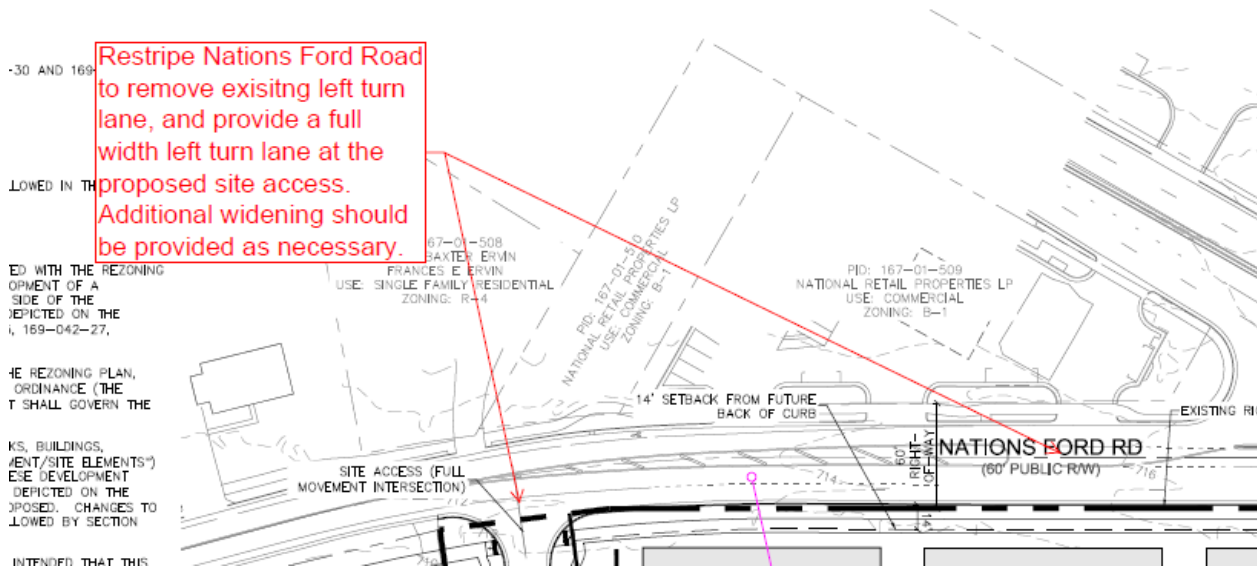 Restripe Nations Ford Road
to remove exisitng left turn
lane, and provide a full
width left turn lane at the
proposed site access.
Additional widening should
be provided as necessary.
-30 AND 169-
LLOWED IN TH
ED WITH THE REZONING
OPMENT OF A
SIDE OF THE
DEPICTED ON THE
, 169-042-27,
HE REZONING PLAN,
ORDINANCE (THE
T SHALL GOVERN THE
KS, BUILDINGS,
MENT/SITE ELEMENTS")
ESE DEVELOPMENT
DEPICTED ON THE
OPOSED. CHANGES TO
LLOWED BY SECTION
INTENDED THAT THIS
67-01-508
BAXTER ERVIN
FRANCES E ERVIN
USE: SINGLE FAMILY RESIDENTIAL
ZONING: R-4
PID: 167-01-510
NATIONAL RETAIL PROPERTIES LP
USE: COMMERCIAL
ZONING: B-1
PID: 167-01-509
NATIONAL RETAIL PROPERTIES LP
USE: COMMERCIAL
ZONING: B-1
14' SETBACK FROM FUTURE
BACK OF CURB
EXISTING RI
60'
RIGHT-
OF-WAY
NATIONS FORD RD
(60' PUBLIC R/W)
SITE ACCESS (FULL
MOVEMENT INTERSECTION)
712
714
716
710
14'